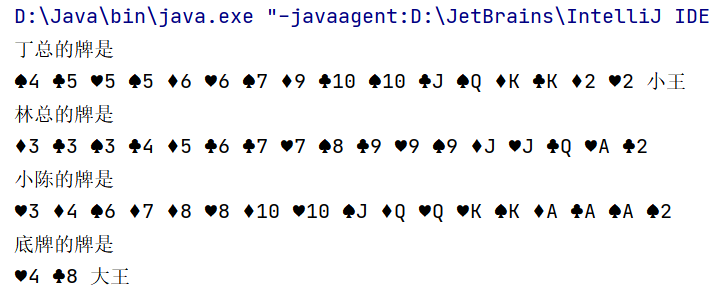 D:\Java\bin\java.exe "-javaagent:D:\JetBrains\IntelliJ IDE
丁总的牌是
♠4 ♣5 ♥5 ♠5 ♦6 ♥6 ♠7 ♦9 ♣10 ♠10 ♣J ♠Q ♦K ♣K ♦2 ♥2 小王
林总的牌是
♦3 ♣3 ♠3 ♣4 ♦5 ♣6 ♣7 ♥7 ♠8 ♣9 ♥9 ♠9 ♦J ♥J ♣Q ♥A ♣2
小陈的牌是
♥3 ♦4 ♠6 ♦7 ♦8 ♥8 ♦10 ♥10 ♠J ♦Q ♥Q ♥K ♠K ♦A ♣A ♠A ♠2
底牌的牌是
♥4 ♣8 大王